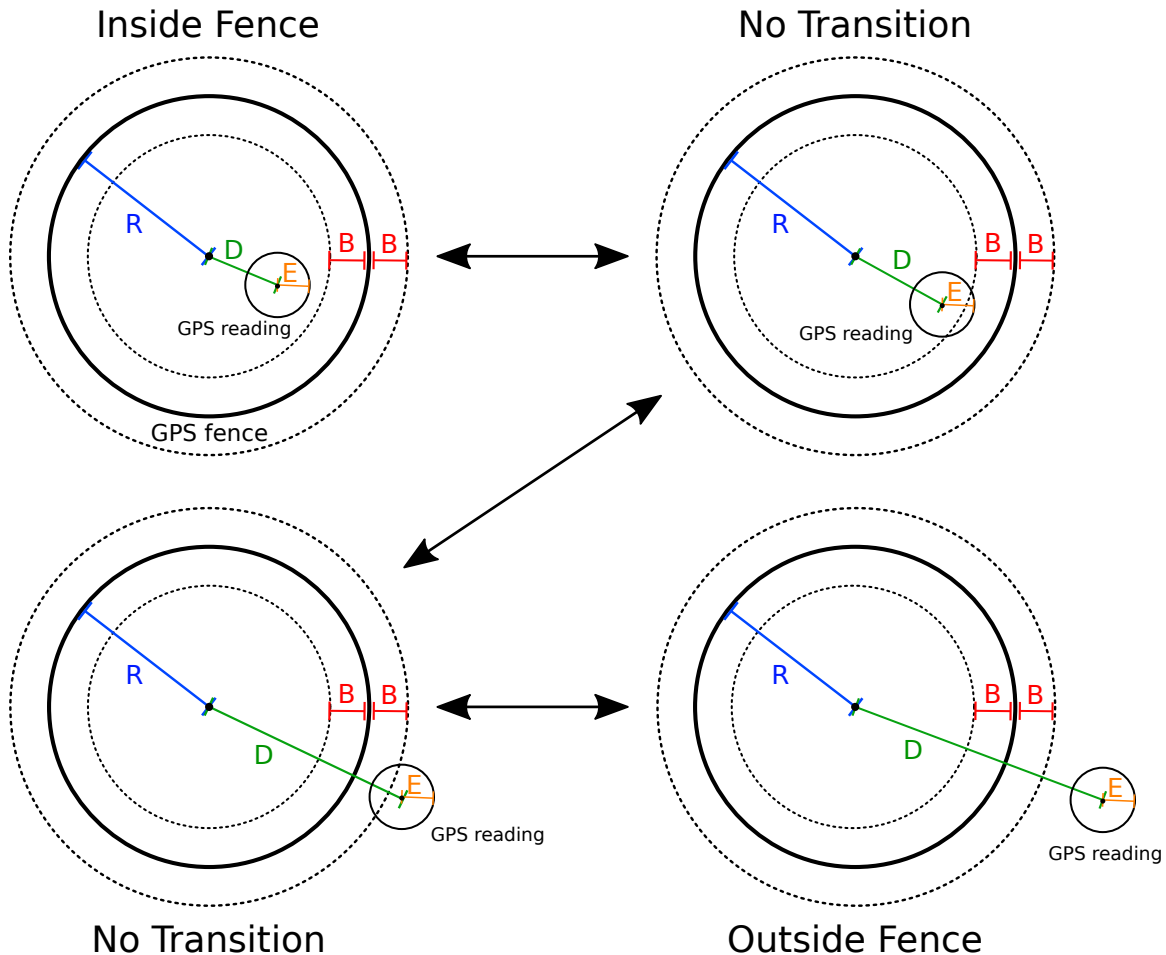 Inside Fence
No Transition
R
D
E
B
B
GPS reading
GPS fence
R
D
E
B
B
GPS reading
R
D
E
B
B
GPS reading
No Transition
R
D
E
B
B
GPS reading
Outside Fence